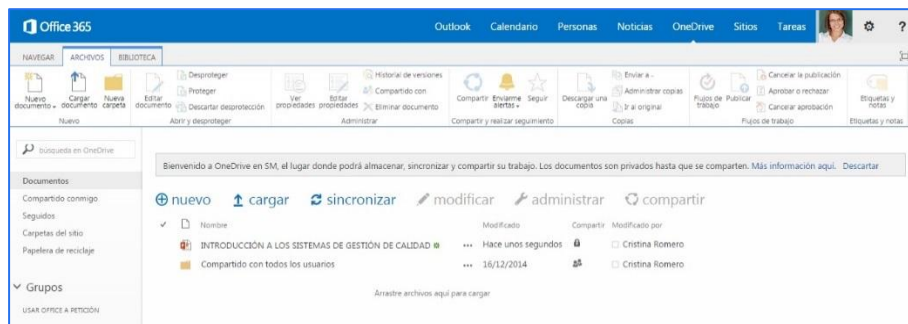 Office 365
Outlook Calendario Personas Noticias OneDrive Sitios Tareas ?
NAVEGAR ARCHIVOS BIBLIOTECA
Nuevo documento Cargar documento Nueva carpeta
Nuevo
Editar documento Desproteger Proteger Descartar desprotección
Abrir y desproteger
Ver propiedades Editar propiedades Historial de versiones Compartido con Eliminar documento
Administrar
Compartir Enviarme alertas Seguir
Compartir y realizar seguimiento
Descargar una copia Enviar a Administrar copias Ir al original
Copias
Flujos de trabajo Publicar Cancelar la publicación Aprobar o rechazar Cancelar aprobación
Flujos de trabajo
Etiquetas y notas
Etiquetas y notas
búsqueda en OneDrive
Documentos
Compartido conmigo
Seguidos
Carpetas del sitio
Papelera de reciclaje
Grupos
USAR OFFICE A PETICIÓN
Bienvenido a OneDrive en SM, el lugar donde podrá almacenar, sincronizar y compartir su trabajo. Los documentos son privados hasta que se comparten. Más información aquí. Descartar
nuevo cargar sincronizar modificar administrar compartir
Nombre Modificado Compartir Modificado por
INTRODUCCIÓN A LOS SISTEMAS DE GESTIÓN DE CALIDAD ... Hace unos segundos Cristina Romero
Compartido con todos los usuarios ... 16/12/2014 Cristina Romero
Arrastre archivos aquí para cargar